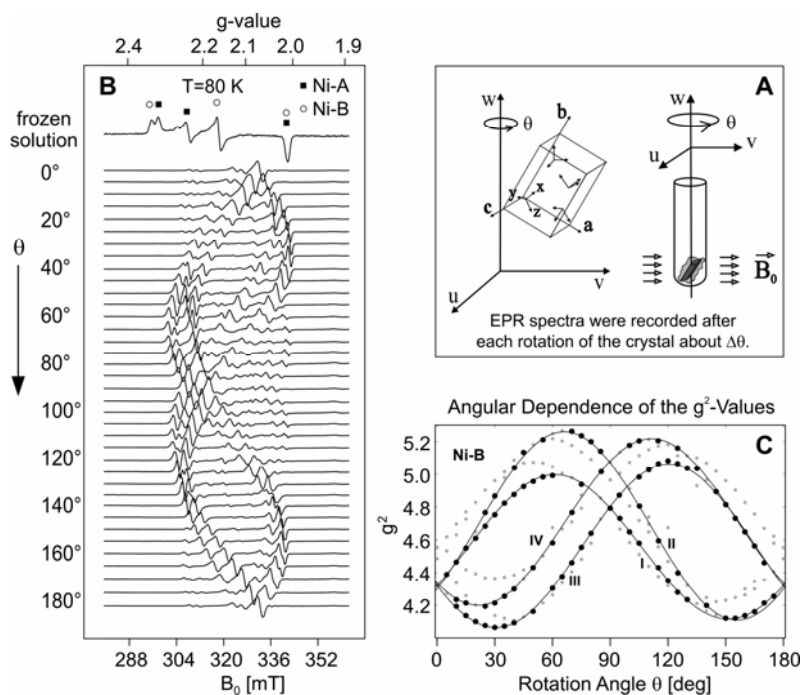 g-value
2.4 2.2 2.1 2.0 1.9
B
T=80 K
■ Ni-A
○ Ni-B
frozen
solution
0°
20°
θ
40°
60°
80°
100°
120°
140°
160°
180°
288 304 320 336 352
B₀ [mT]
A
w
θ
b
y
x
c
z
a
u
v
w
θ
u
v
B₀
EPR spectra were recorded after
each rotation of the crystal about Δθ.
Angular Dependence of the g²-Values
Ni-B
C
5.2
5.0
4.8
g²
4.6
4.4
4.2
IV
II
I
III
0 30 60 90 120 150 180
Rotation Angle θ [deg]